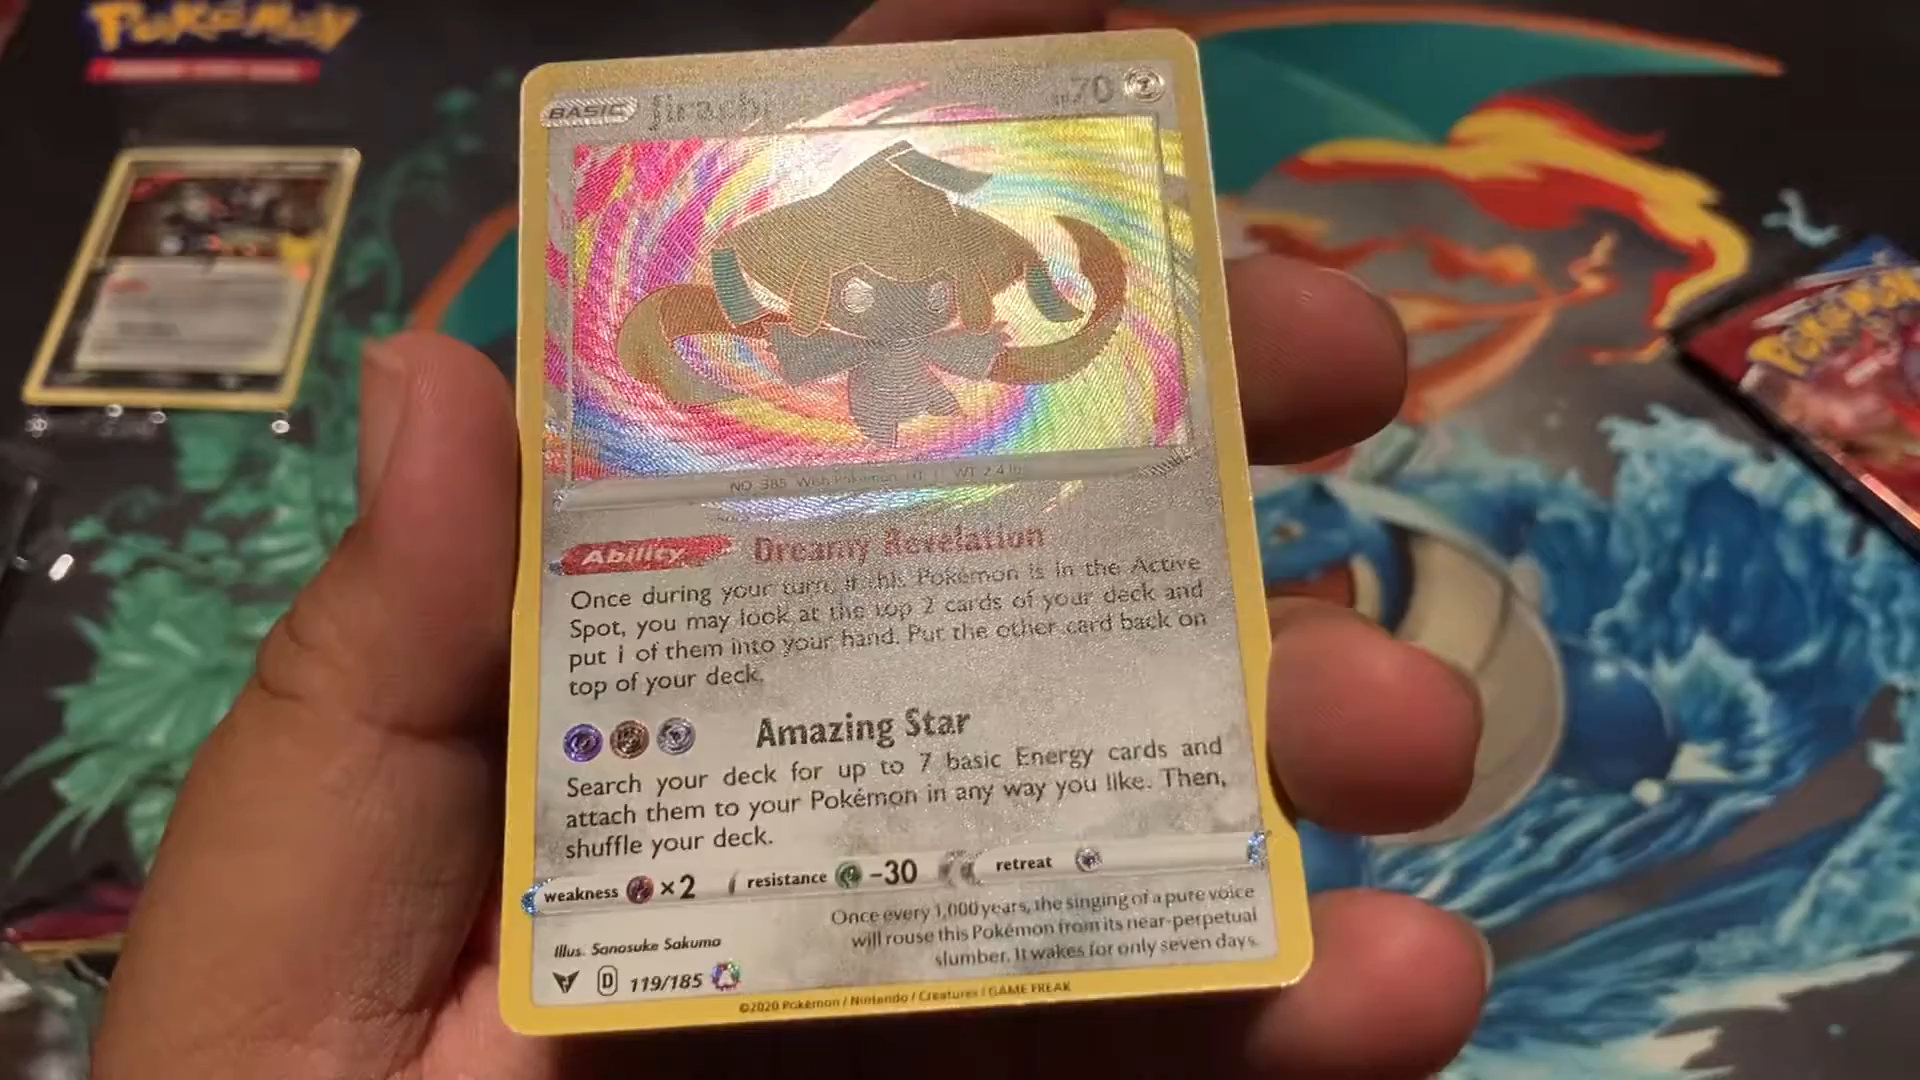 Pokémon
BASIC Jirachi HP 70
NO. 385 Wish Pokémon HT 1' WT 2.4 lbs
Ability Dreamy Revelation
Once during your turn, if this Pokémon is in the Active
Spot, you may look at the top 2 cards of your deck and
put 1 of them into your hand. Put the other card back on
top of your deck.
Amazing Star
Search your deck for up to 7 basic Energy cards and
attach them to your Pokémon in any way you like. Then,
shuffle your deck.
weakness ×2 resistance -30 retreat
Once every 1,000 years, the singing of a pure voice
will rouse this Pokémon from its near-perpetual
slumber. It wakes for only seven days.
Illus. Sanosuke Sakuma
D 119/185
©2020 Pokémon / Nintendo / Creatures / GAME FREAK
POKÉMON